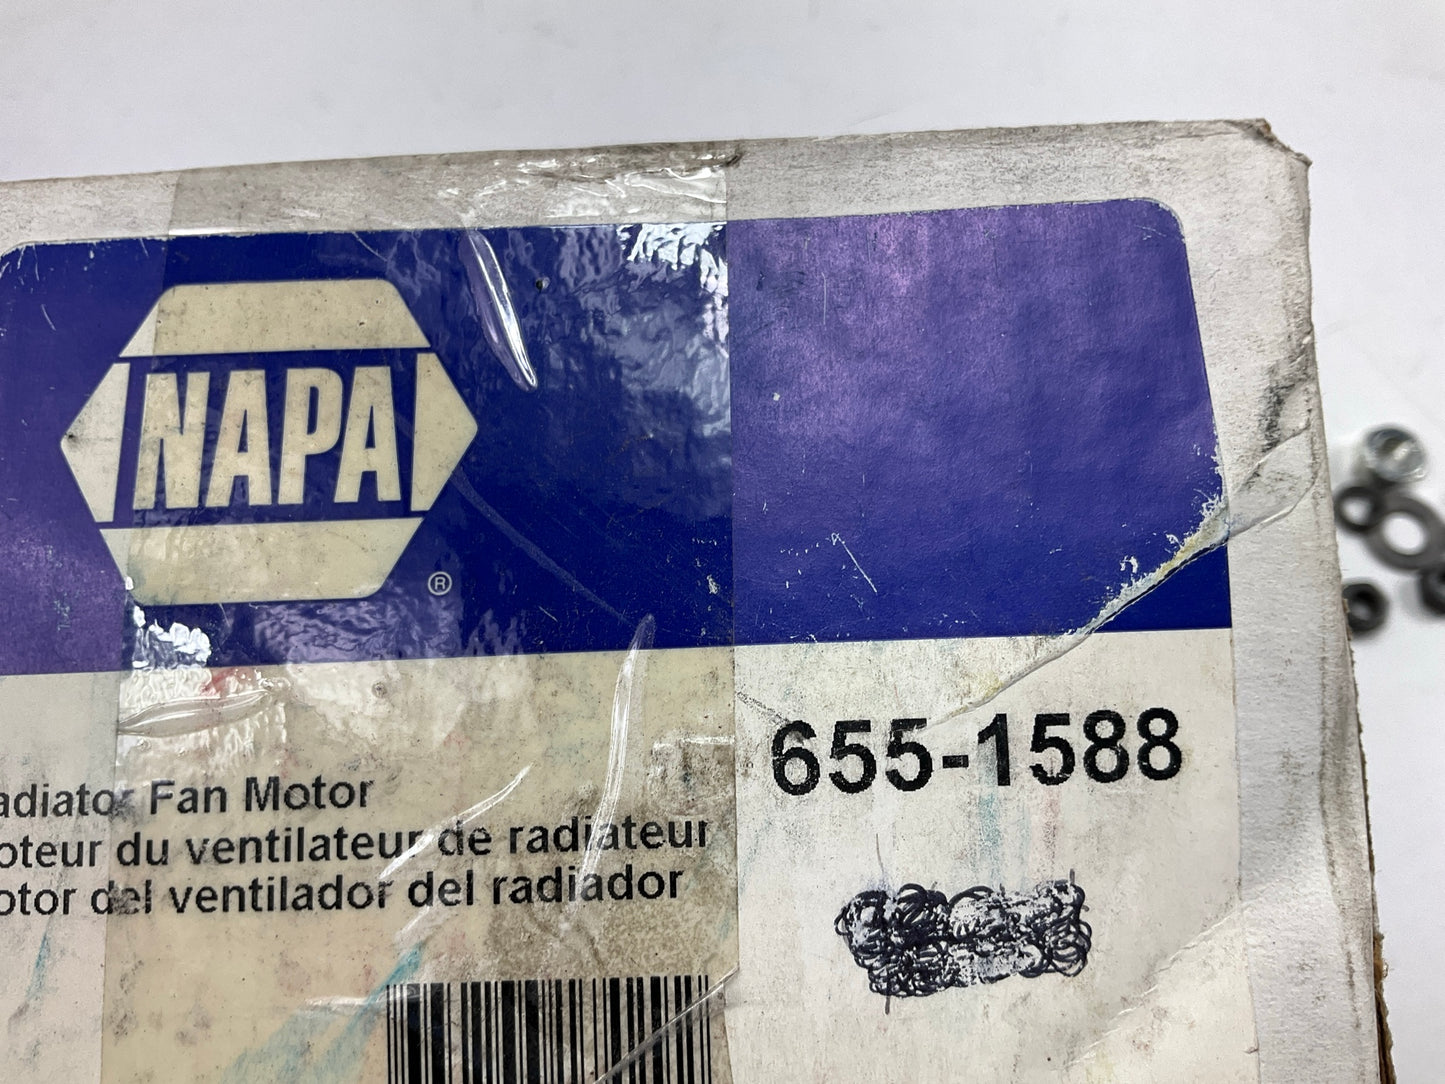 NAPA
®
655-1588
adiator Fan Motor
oteur du ventilateur de radiateur
otor del ventilador del radiador